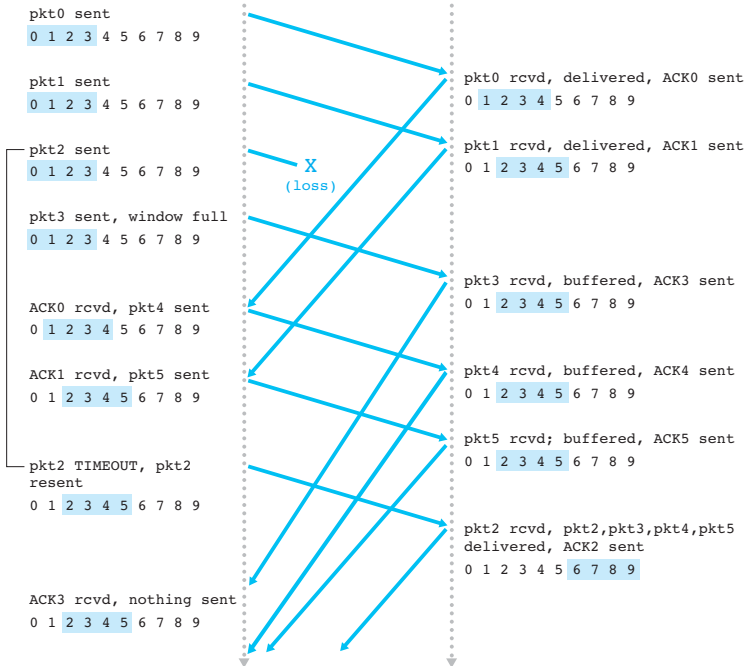 pkt0 sent
0 1 2 3 4 5 6 7 8 9
pkt1 sent
0 1 2 3 4 5 6 7 8 9
pkt2 sent
0 1 2 3 4 5 6 7 8 9
X
(loss)
pkt3 sent, window full
0 1 2 3 4 5 6 7 8 9
ACK0 rcvd, pkt4 sent
0 1 2 3 4 5 6 7 8 9
ACK1 rcvd, pkt5 sent
0 1 2 3 4 5 6 7 8 9
pkt2 TIMEOUT, pkt2
resent
0 1 2 3 4 5 6 7 8 9
ACK3 rcvd, nothing sent
0 1 2 3 4 5 6 7 8 9
pkt0 rcvd, delivered, ACK0 sent
0 1 2 3 4 5 6 7 8 9
pkt1 rcvd, delivered, ACK1 sent
0 1 2 3 4 5 6 7 8 9
pkt3 rcvd, buffered, ACK3 sent
0 1 2 3 4 5 6 7 8 9
pkt4 rcvd, buffered, ACK4 sent
0 1 2 3 4 5 6 7 8 9
pkt5 rcvd; buffered, ACK5 sent
0 1 2 3 4 5 6 7 8 9
pkt2 rcvd, pkt2,pkt3,pkt4,pkt5
delivered, ACK2 sent
0 1 2 3 4 5 6 7 8 9